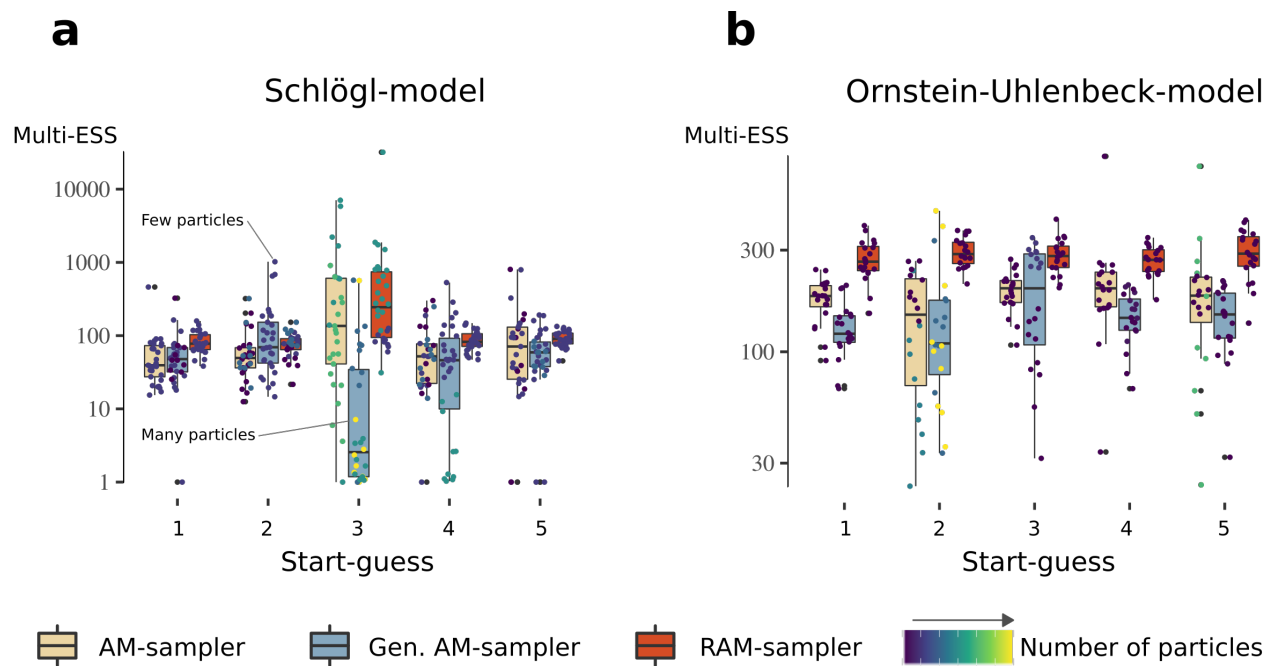 a
b
Schlögl-model
Ornstein-Uhlenbeck-model
Multi-ESS
Multi-ESS
10000
1000
100
10
1
Few particles
Many particles
300
100
30
1 2 3 4 5
Start-guess
1 2 3 4 5
Start-guess
AM-sampler
Gen. AM-sampler
RAM-sampler
Number of particles